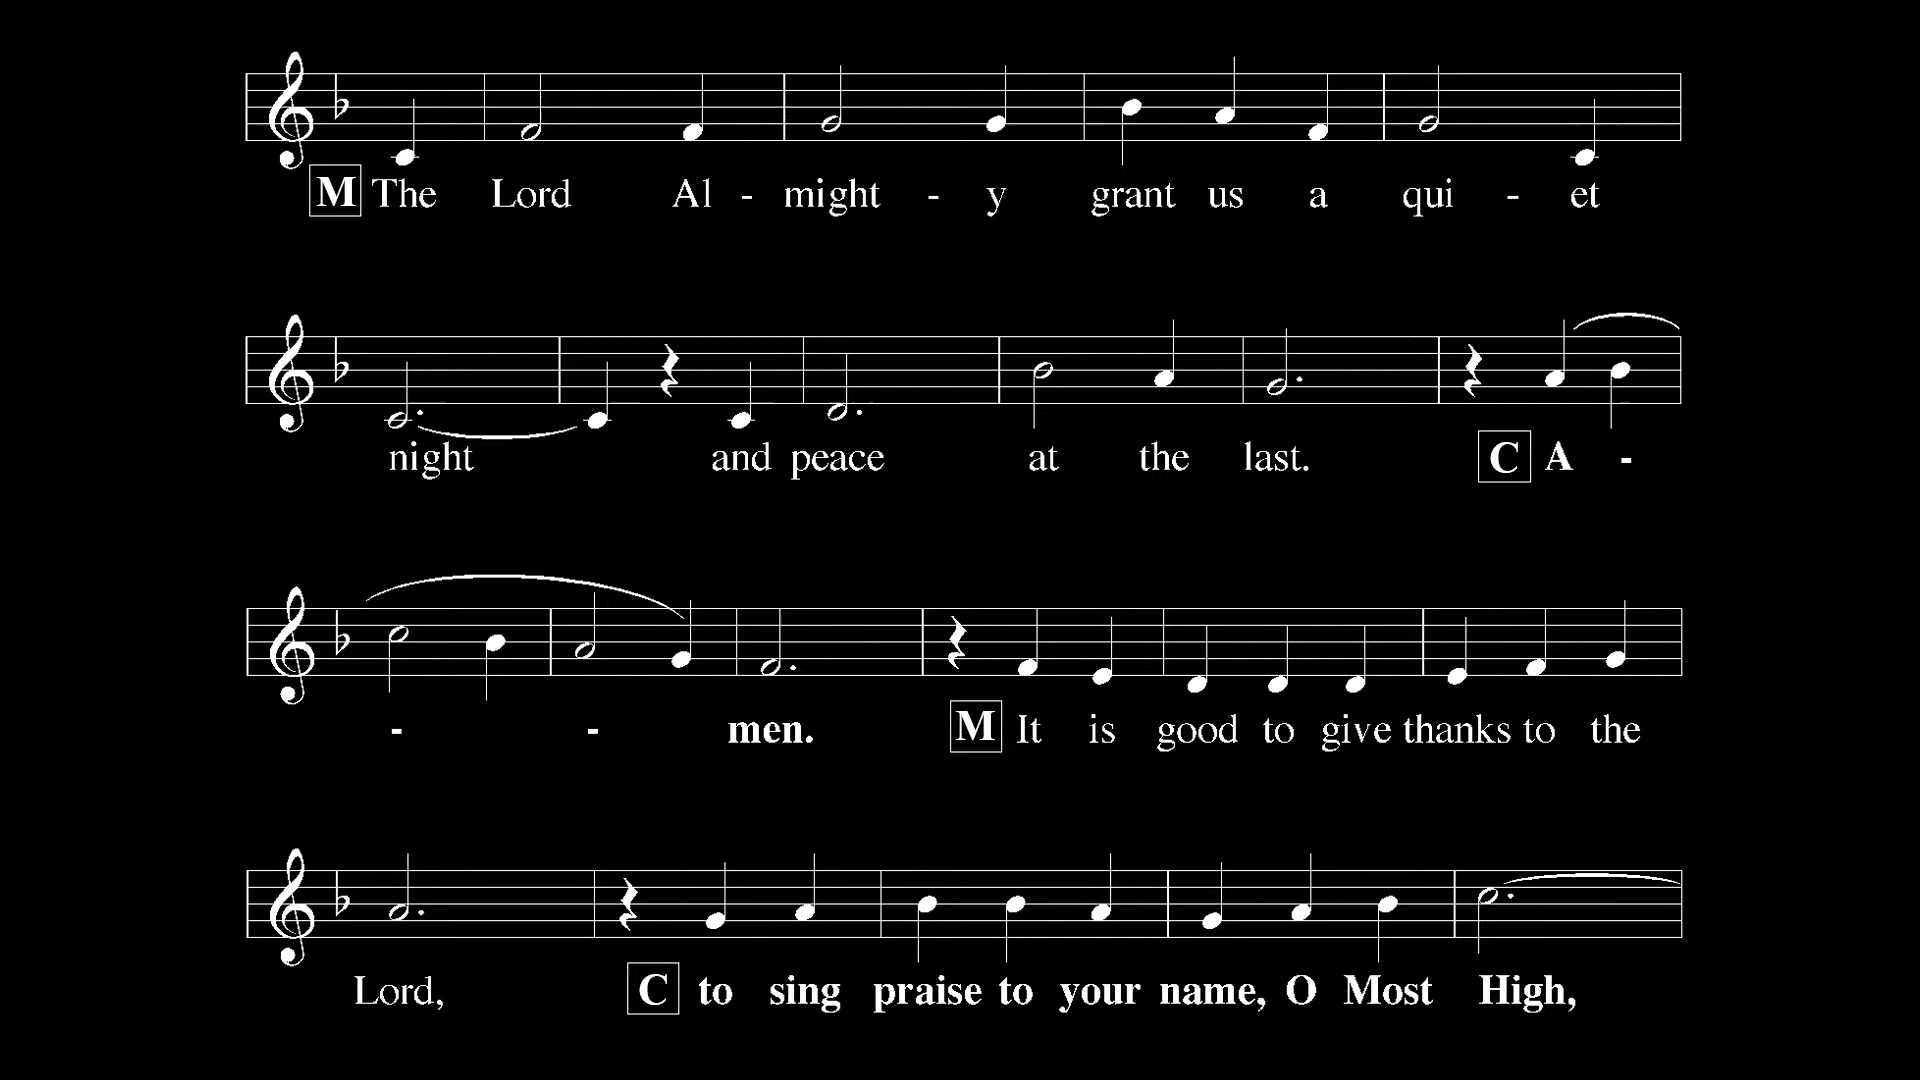 M The Lord Al - might - y grant us a qui - et
night and peace at the last. C A -
- - men. M It is good to give thanks to the
Lord, C to sing praise to your name, O Most High,